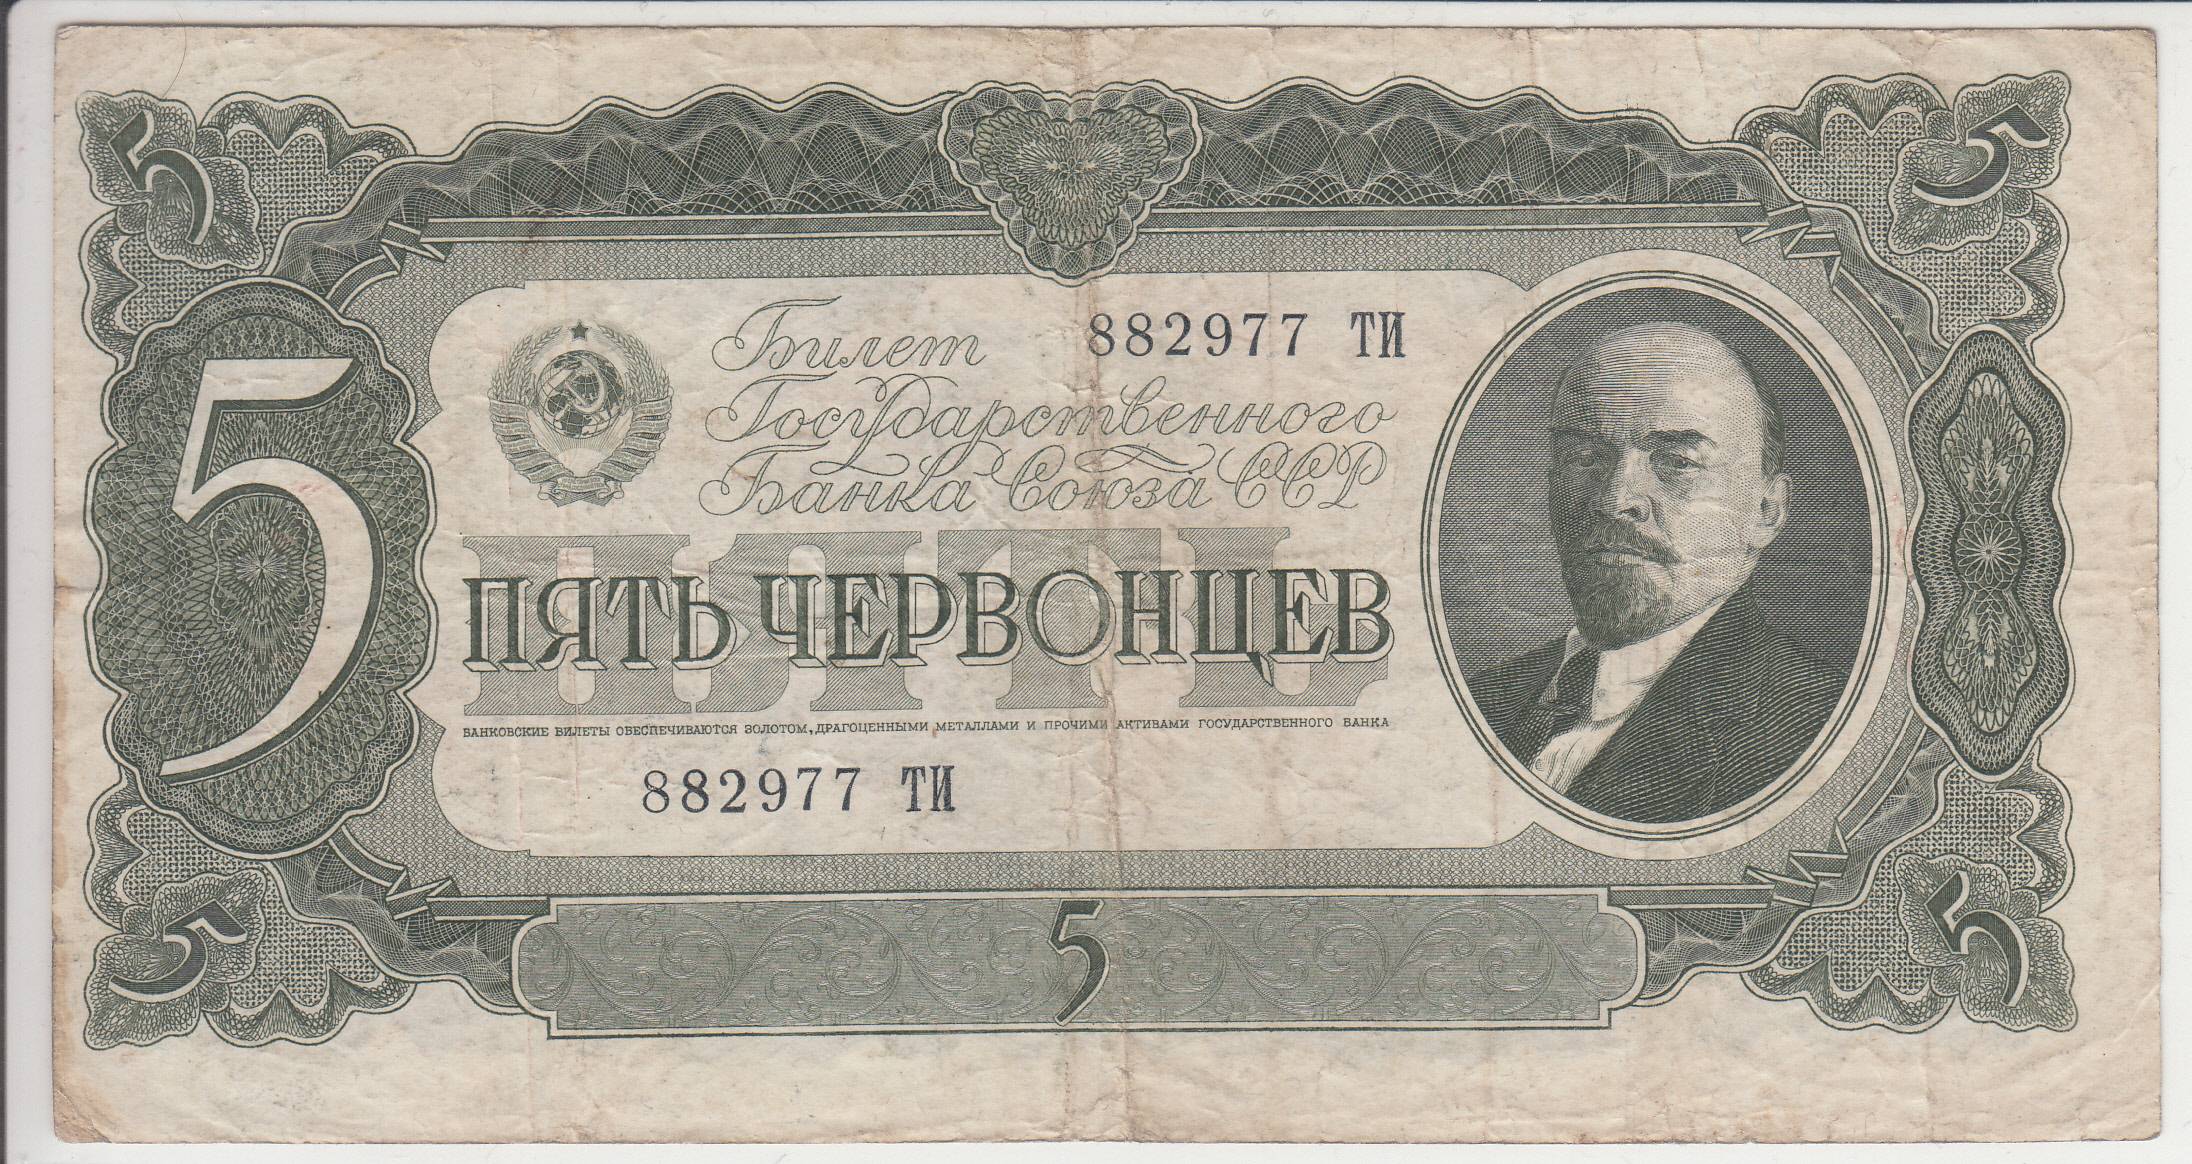 5
5
Билет 882977 ТИ
Государственного
Банка Союза ССР
5
ПЯТЬ
ПЯТЬ ЧЕРВОНЦЕВ
БАНКОВСКИЕ БИЛЕТЫ ОБЕСПЕЧИВАЮТСЯ ЗОЛОТОМ, ДРАГОЦЕННЫМИ МЕТАЛЛАМИ И ПРОЧИМИ АКТИВАМИ ГОСУДАРСТВЕННОГО БАНКА
882977 ТИ
5
5
5